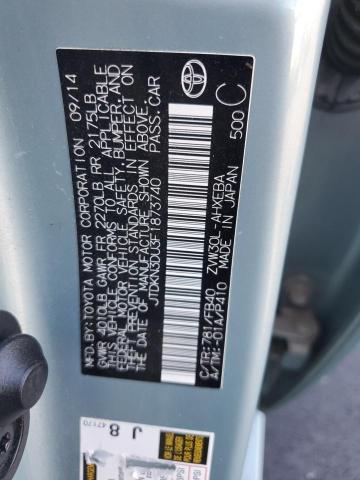 MFD.BY:TOYOTA MOTOR CORPORATION 09/14
GVWR 4010LB GAWR FR 2270LB RR 2175LB
THIS VEHICLE CONFORMS TO ALL APPLICABLE
FEDERAL MOTOR VEHICLE SAFETY, BUMPER, AND
THEFT PREVENTION STANDARDS IN EFFECT ON
THE DATE OF MANUFACTURE SHOWN ABOVE.
JTDKN3DU3F1873740 PASS.CAR
C/TR:781/FB40 ZVW30L-AHXEBA
A/TM:-01A/P410 MADE IN JAPAN 500 C
47170
J 8